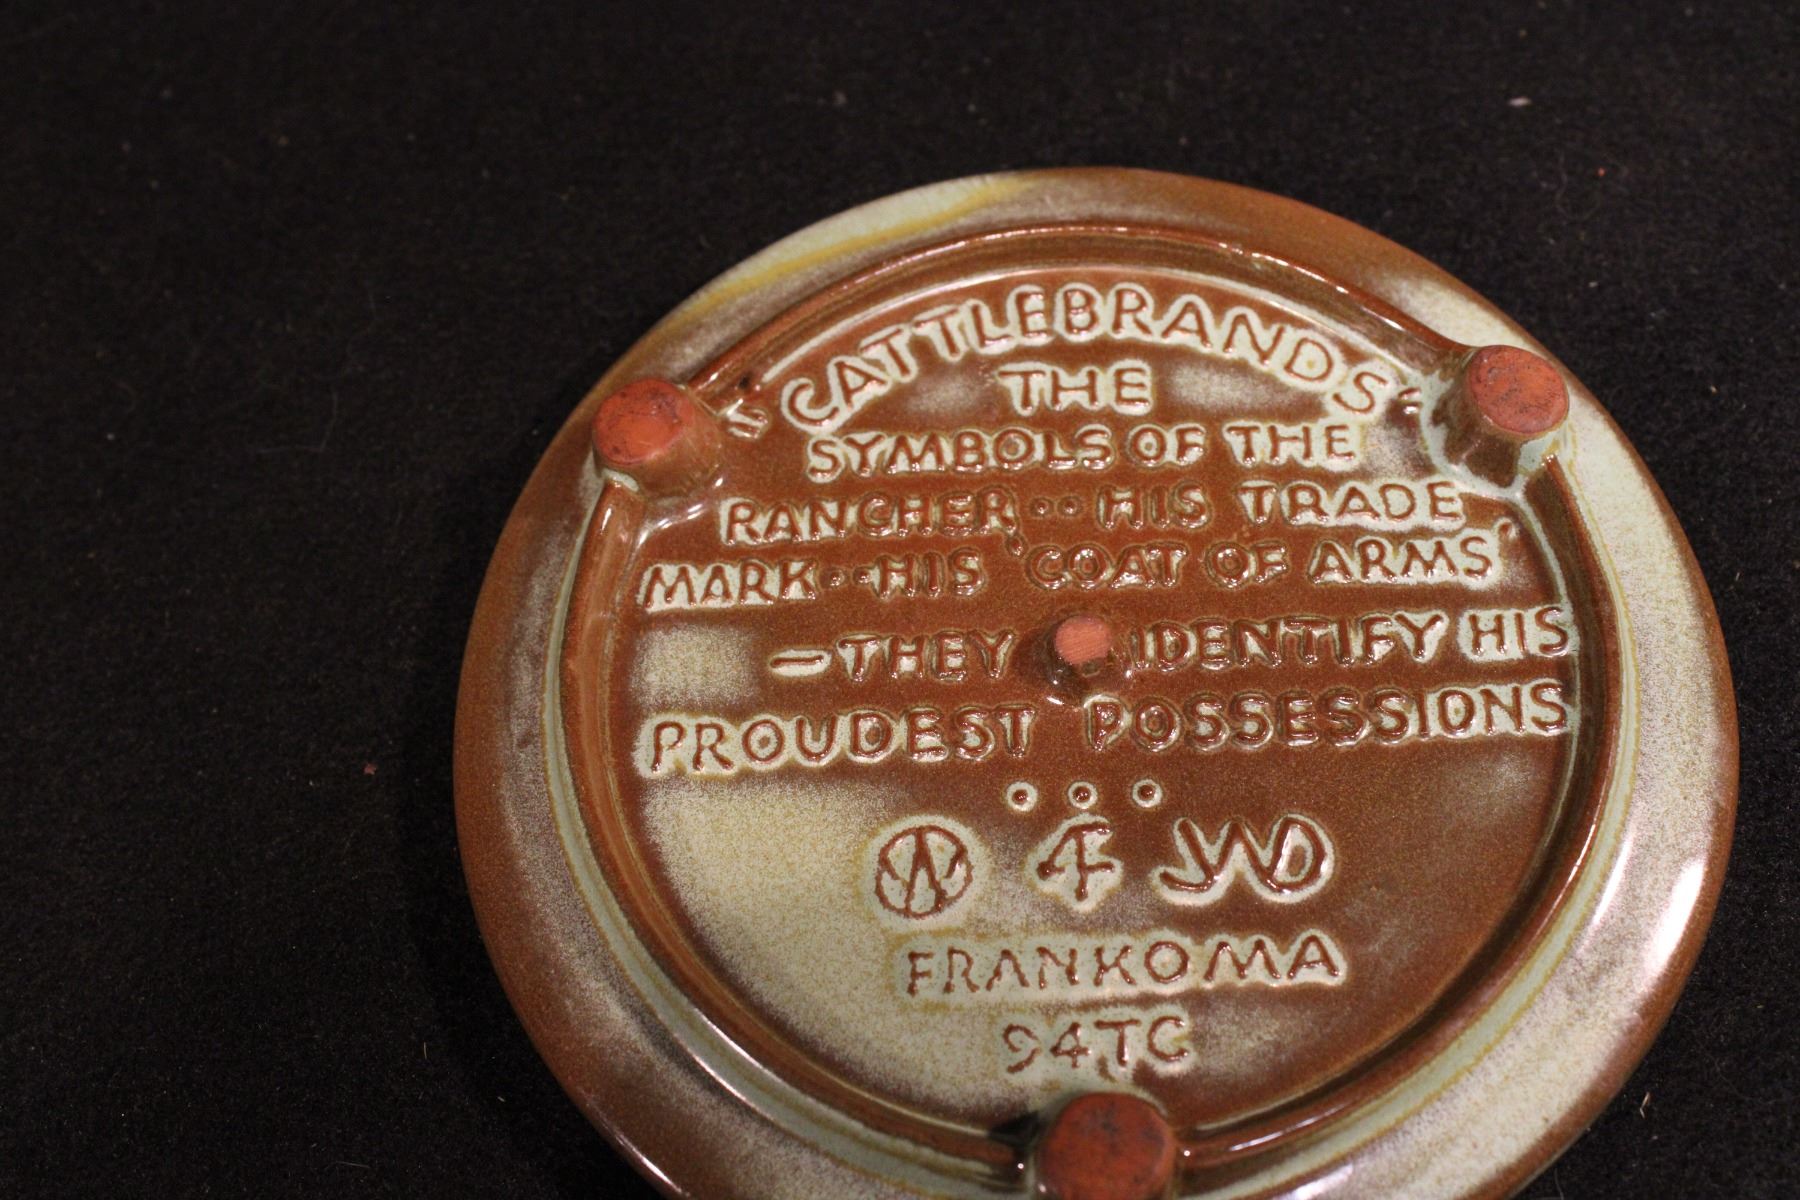 "CATTLEBRANDS"
THE
SYMBOLS OF THE
RANCHER··HIS TRADE
MARK··HIS 'COAT OF ARMS'
—THEY IDENTIFY HIS
PROUDEST POSSESSIONS
FRANKOMA
94TC